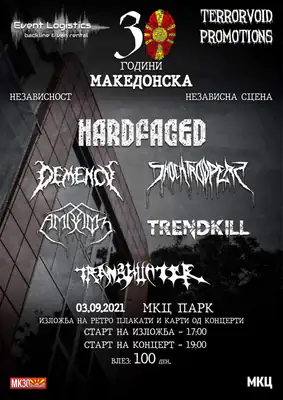 Event Logistics
backline & van rental
TERRORVOID
PROMOTIONS
30
ГОДИНИ
МАКЕДОНСКА
НЕЗАВИСНОСТ
НЕЗАВИСНА СЦЕНА
HARDFACED
DEMENCY
SHOCKTROOPERS
TRENDKILL
03.09.2021
МКЦ ПАРК
ИЗЛОЖБА НА РЕТРО ПЛАКАТИ И КАРТИ ОД КОНЦЕРТИ
СТАРТ НА ИЗЛОЖБА - 17:00
СТАРТ НА КОНЦЕРТ - 19:00
ВЛЕЗ: 100 ДЕН.
МКЦ